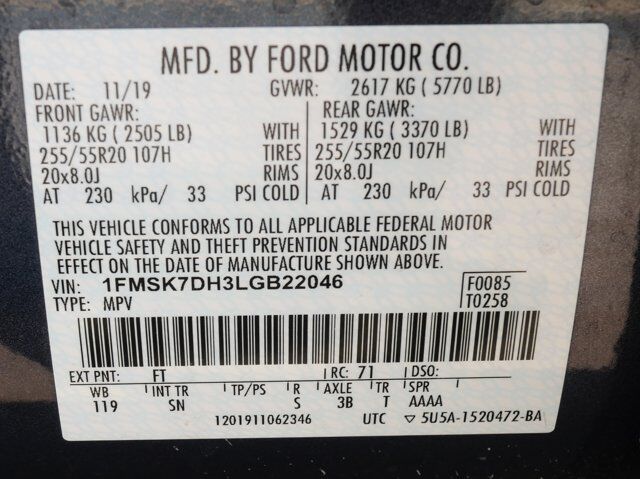 MFD. BY FORD MOTOR CO.
DATE: 11/19 GVWR: 2617 KG ( 5770 LB)
FRONT GAWR: REAR GAWR:
1136 KG ( 2505 LB) WITH 1529 KG ( 3370 LB) WITH
255/55R20 107H TIRES 255/55R20 107H TIRES
20x8.0J RIMS 20x8.0J RIMS
AT 230 kPa/ 33 PSI COLD AT 230 kPa/ 33 PSI COLD
THIS VEHICLE CONFORMS TO ALL APPLICABLE FEDERAL MOTOR
VEHICLE SAFETY AND THEFT PREVENTION STANDARDS IN
EFFECT ON THE DATE OF MANUFACTURE SHOWN ABOVE.
VIN: 1FMSK7DH3LGB22046 F0085
TYPE: MPV T0258
EXT PNT: FT RC: 71 DSO:
WB INT TR TP/PS R AXLE TR SPR
119 SN S 3B T AAAA
1201911062346 UTC ▽ 5U5A-1520472-BA